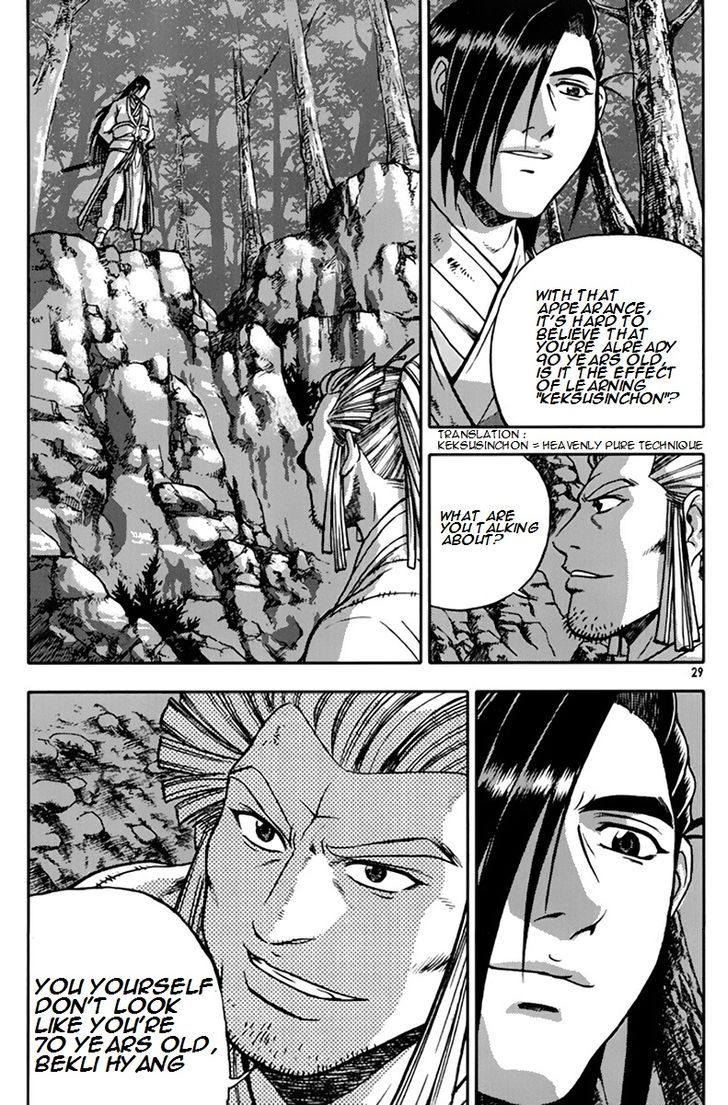 WITH THAT
APPEARANCE,
IT'S HARD TO
BELIEVE THAT
YOU'RE ALREADY
90 YEARS OLD.
IS IT THE EFFECT
OF LEARNING
"KEKSUSINCHON"?
TRANSLATION :
KEKSUSINCHON = HEAVENLY PURE TECHNIQUE
WHAT ARE
YOU TALKING
ABOUT?
29
YOU YOURSELF
DON'T LOOK
LIKE YOU'RE
70 YEARS OLD,
BEKLI HYANG